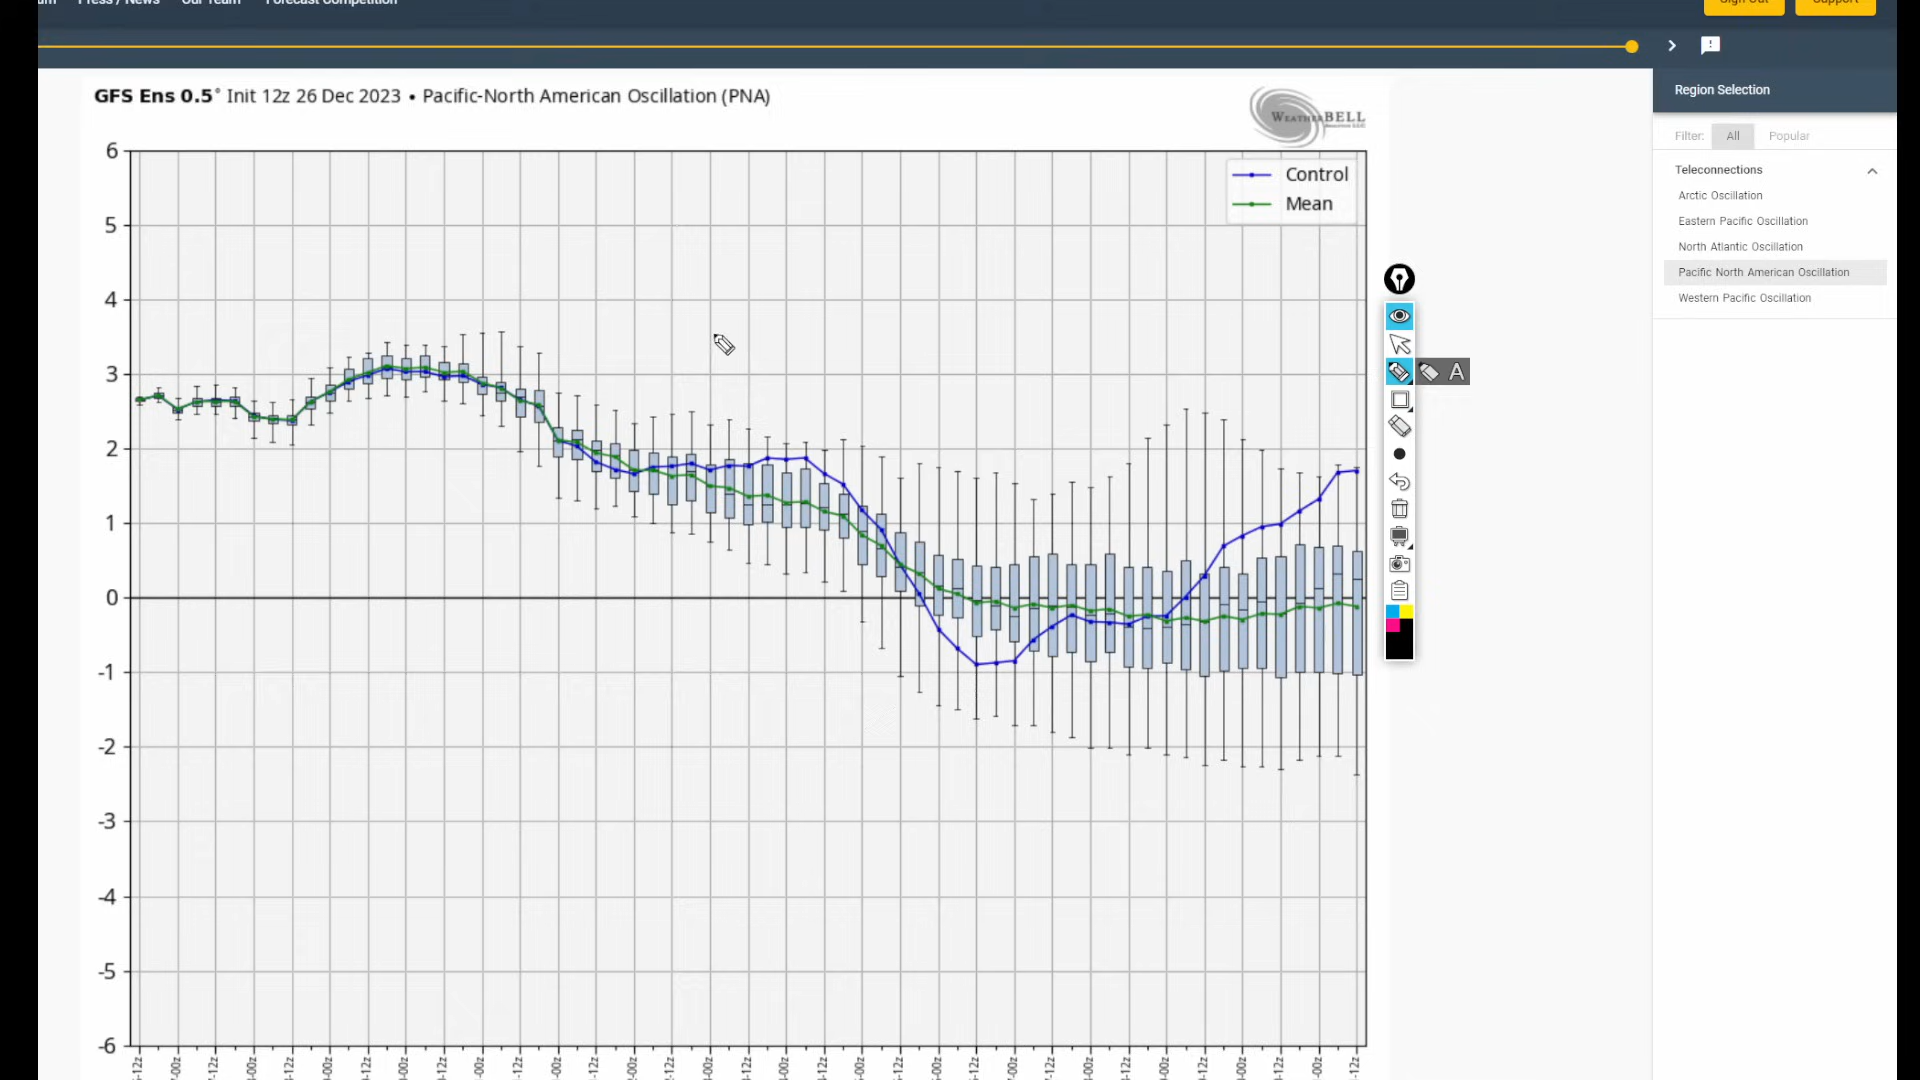 Press / News Our Team Forecast Competition Sign Out Support
Region Selection
GFS Ens 0.5° Init 12z 26 Dec 2023 • Pacific-North American Oscillation (PNA)
WEATHERBELL
Filter: All Popular
Teleconnections
Arctic Oscillation
Eastern Pacific Oscillation
North Atlantic Oscillation
Pacific North American Oscillation
Western Pacific Oscillation
Control
Mean
A
6
5
4
3
2
1
0
-1
-2
-3
-4
-5
-6